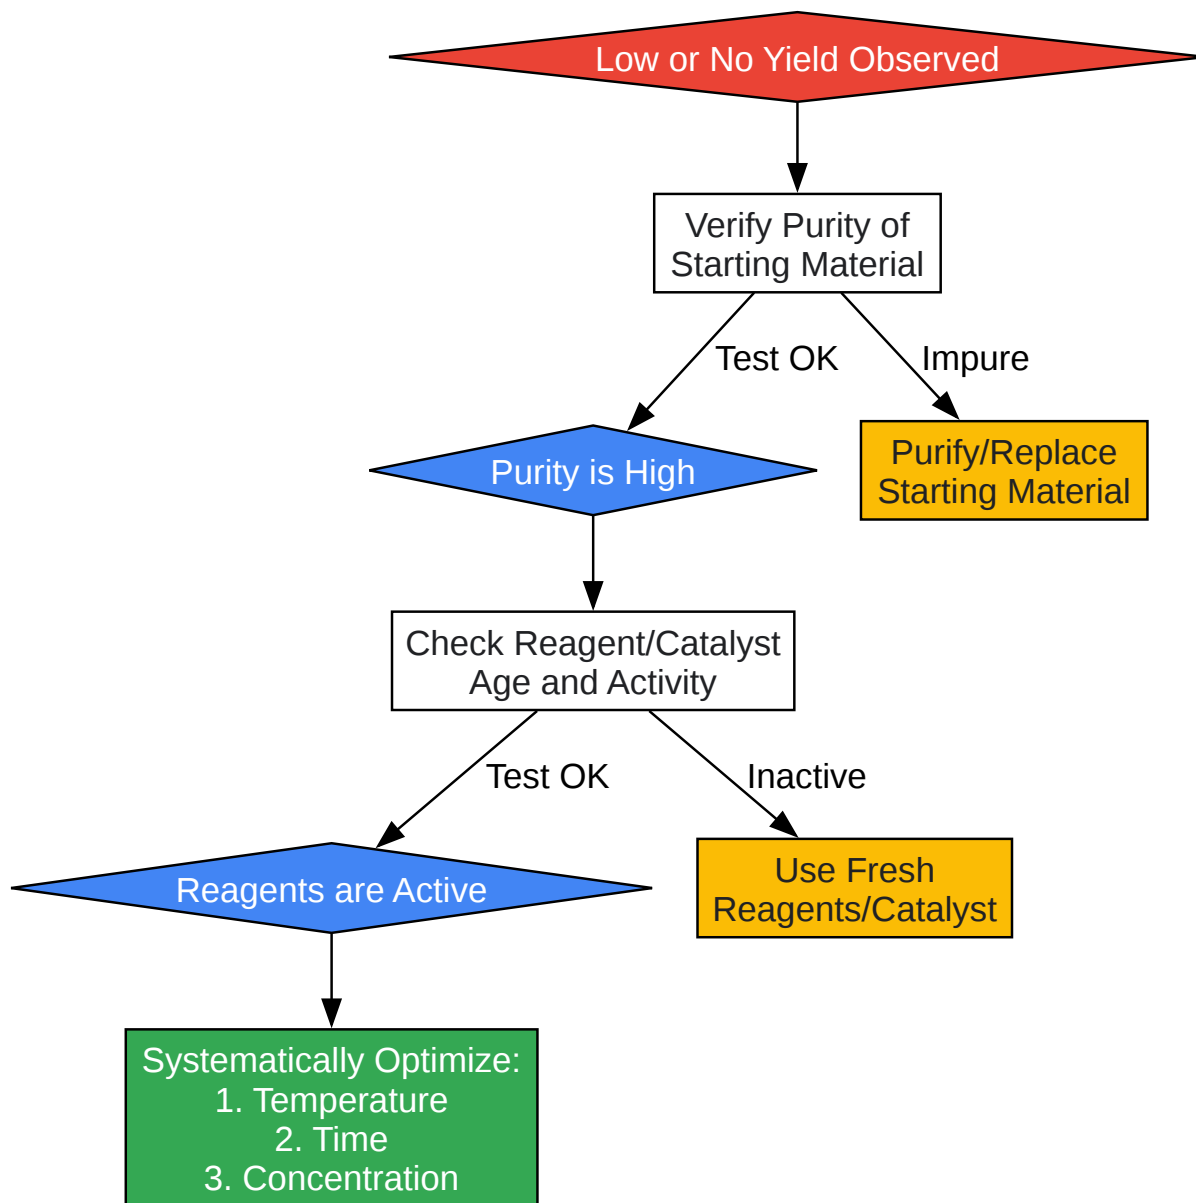 Low or No Yield Observed
Verify Purity of
Starting Material
Test OK
Impure
Purity is High
Purify/Replace
Starting Material
Check Reagent/Catalyst
Age and Activity
Test OK
Inactive
Reagents are Active
Use Fresh
Reagents/Catalyst
Systematically Optimize:
1. Temperature
2. Time
3. Concentration